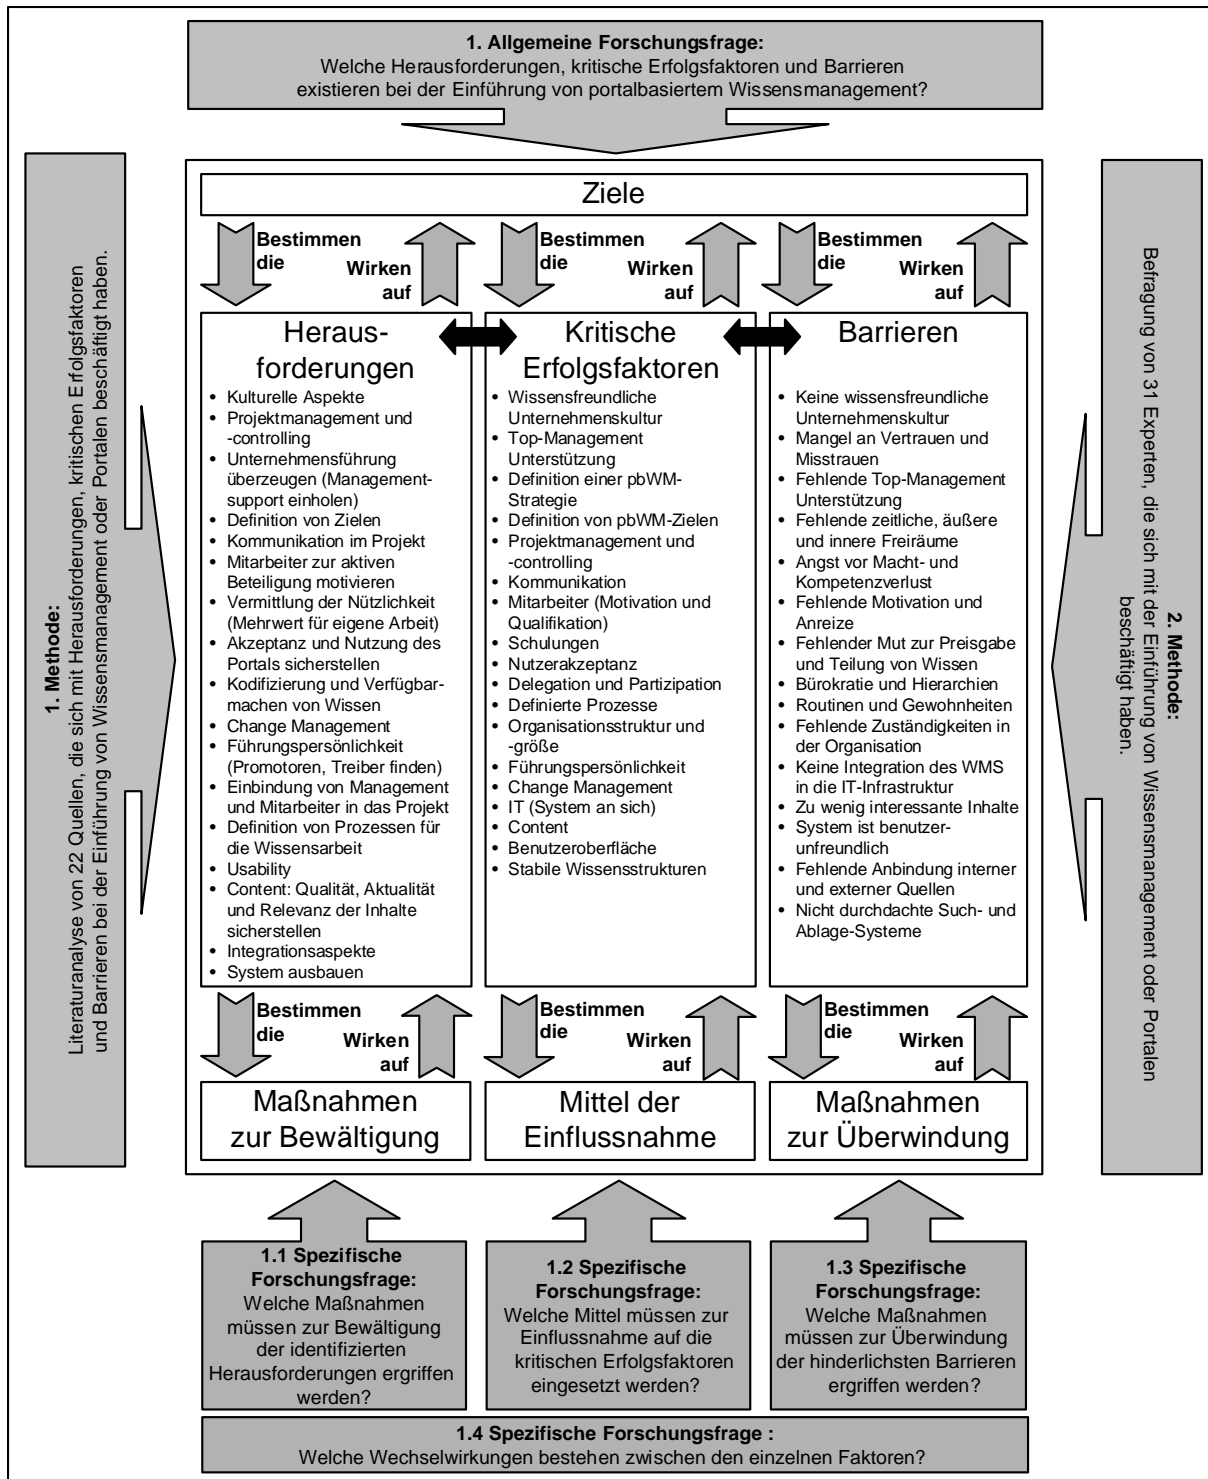 1. Allgemeine Forschungsfrage:
Welche Herausforderungen, kritische Erfolgsfaktoren und Barrieren
existieren bei der Einführung von portalbasiertem Wissensmanagement?
1. Methode:
Literaturanalyse von 22 Quellen, die sich mit Herausforderungen, kritischen Erfolgsfaktoren
und Barrieren bei der Einführung von Wissensmanagement oder Portalen beschäftigt haben.
Ziele
Bestimmen
die
Wirken
auf
Bestimmen
die
Wirken
auf
Bestimmen
die
Wirken
auf
Heraus-
forderungen
• Kulturelle Aspekte
• Projektmanagement und
-controlling
• Unternehmensführung
überzeugen (Management-
support einholen)
• Definition von Zielen
• Kommunikation im Projekt
• Mitarbeiter zur aktiven
Beteiligung motivieren
• Vermittlung der Nützlichkeit
(Mehrwert für eigene Arbeit)
• Akzeptanz und Nutzung des
Portals sicherstellen
• Kodifizierung und Verfügbar-
machen von Wissen
• Change Management
• Führungspersönlichkeit
(Promotoren, Treiber finden)
• Einbindung von Management
und Mitarbeiter in das Projekt
• Definition von Prozessen für
die Wissensarbeit
• Usability
• Content: Qualität, Aktualität
und Relevanz der Inhalte
sicherstellen
• Integrationsaspekte
• System ausbauen
Kritische
Erfolgsfaktoren
• Wissensfreundliche
Unternehmenskultur
• Top-Management
Unterstützung
• Definition einer pbWM-
Strategie
• Definition von pbWM-Zielen
• Projektmanagement und
-controlling
• Kommunikation
• Mitarbeiter (Motivation und
Qualifikation)
• Schulungen
• Nutzerakzeptanz
• Delegation und Partizipation
• Definierte Prozesse
• Organisationsstruktur und
-größe
• Führungspersönlichkeit
• Change Management
• IT (System an sich)
• Content
• Benutzeroberfläche
• Stabile Wissensstrukturen
Barrieren
• Keine wissensfreundliche
Unternehmenskultur
• Mangel an Vertrauen und
Misstrauen
• Fehlende Top-Management
Unterstützung
• Fehlende zeitliche, äußere
und innere Freiräume
• Angst vor Macht- und
Kompetenzverlust
• Fehlende Motivation und
Anreize
• Fehlender Mut zur Preisgabe
und Teilung von Wissen
• Bürokratie und Hierarchien
• Routinen und Gewohnheiten
• Fehlende Zuständigkeiten in
der Organisation
• Keine Integration des WMS
in die IT-Infrastruktur
• Zu wenig interessante Inhalte
• System ist benutzer-
unfreundlich
• Fehlende Anbindung interner
und externer Quellen
• Nicht durchdachte Such- und
Ablage-Systeme
Bestimmen
die
Wirken
auf
Bestimmen
die
Wirken
auf
Bestimmen
die
Wirken
auf
Maßnahmen
zur Bewältigung
Mittel der
Einflussnahme
Maßnahmen
zur Überwindung
2. Methode:
Befragung von 31 Experten, die sich mit der Einführung von Wissensmanagement oder Portalen
beschäftigt haben.
1.1 Spezifische
Forschungsfrage:
Welche Maßnahmen
müssen zur Bewältigung
der identifizierten
Herausforderungen ergriffen
werden?
1.2 Spezifische
Forschungsfrage:
Welche Mittel müssen zur
Einflussnahme auf die
kritischen Erfolgsfaktoren
eingesetzt werden?
1.3 Spezifische
Forschungsfrage:
Welche Maßnahmen
müssen zur Überwindung
der hinderlichsten Barrieren
ergriffen werden?
1.4 Spezifische Forschungsfrage :
Welche Wechselwirkungen bestehen zwischen den einzelnen Faktoren?